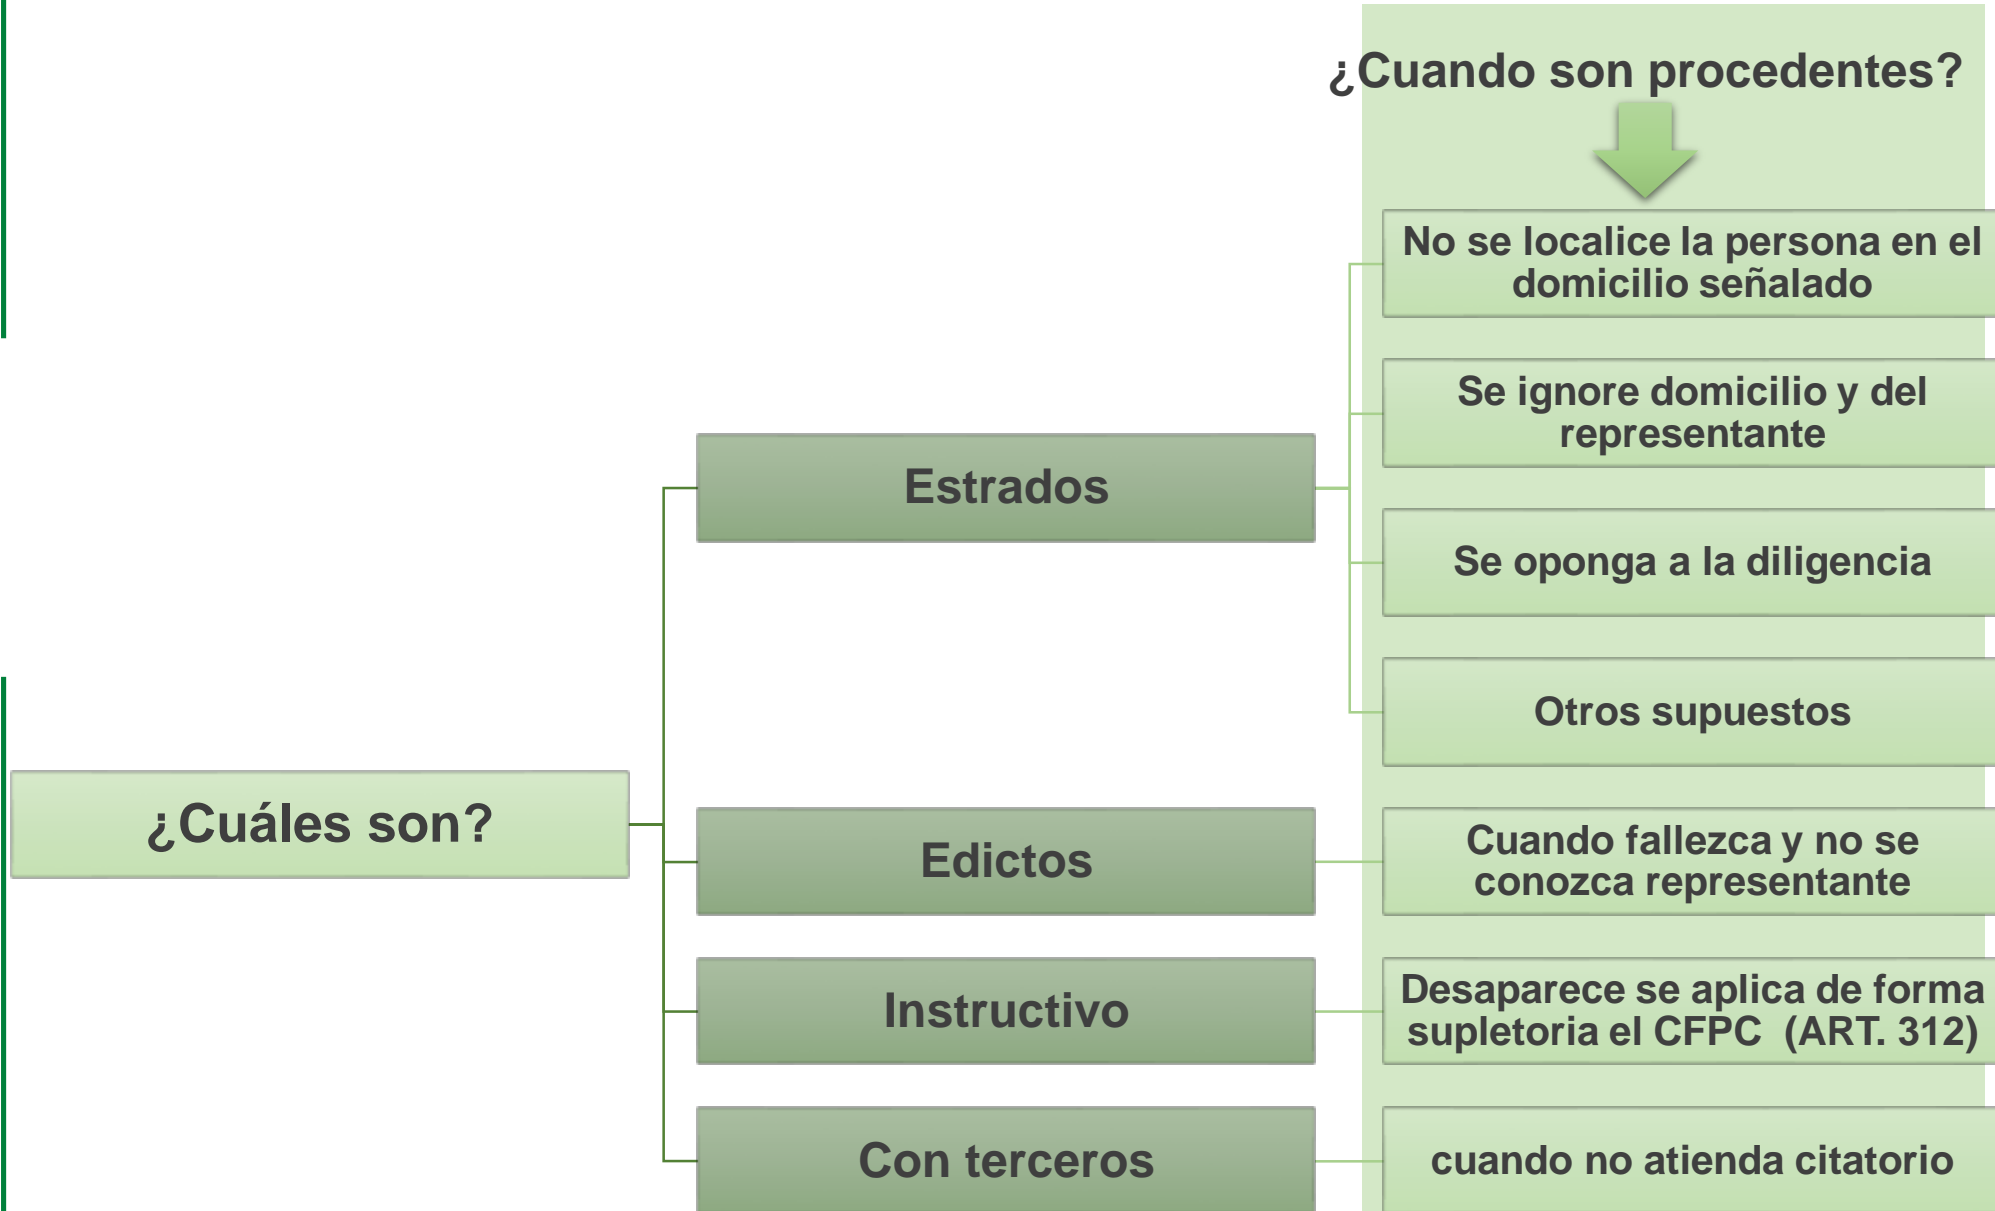 ¿Cuando son procedentes?
No se localice la persona en el
domicilio señalado
Se ignore domicilio y del
representante
Estrados
Se oponga a la diligencia
Otros supuestos
¿Cuáles son?
Edictos
Cuando fallezca y no se
conozca representante
Instructivo
Desaparece se aplica de forma
supletoria el CFPC (ART. 312)
Con terceros
cuando no atienda citatorio